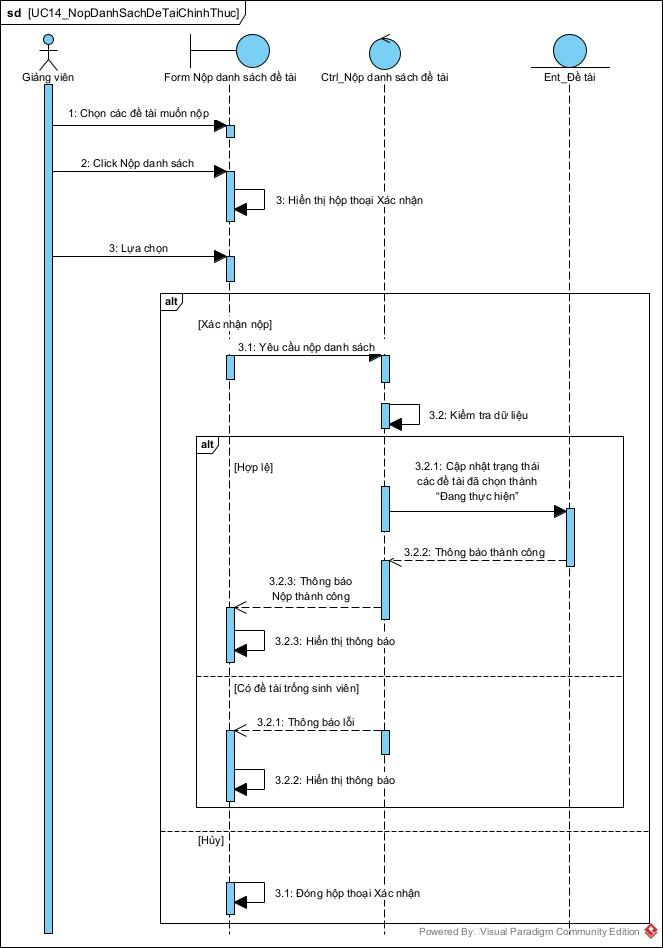 sd [UC14_NopDanhSachDeTaiChinhThuc]
Giảng viên
Form Nộp danh sách đề tài
Ctrl_Nộp danh sách đề tài
Ent_Đề tài
1: Chọn các đề tài muốn nộp
2: Click Nộp danh sách
3: Hiển thị hộp thoại Xác nhận
3: Lựa chọn
alt
[Xác nhận nộp]
3.1: Yêu cầu nộp danh sách
3.2: Kiểm tra dữ liệu
alt
[Hợp lệ]
3.2.1: Cập nhật trạng thái
các đề tài đã chọn thành
“Đang thực hiện”
3.2.2: Thông báo thành công
3.2.3: Thông báo
Nộp thành công
3.2.3: Hiển thị thông báo
[Có đề tài trống sinh viên]
3.2.1: Thông báo lỗi
3.2.2: Hiển thị thông báo
[Hủy]
3.1: Đóng hộp thoại Xác nhận
Powered By Visual Paradigm Community Edition